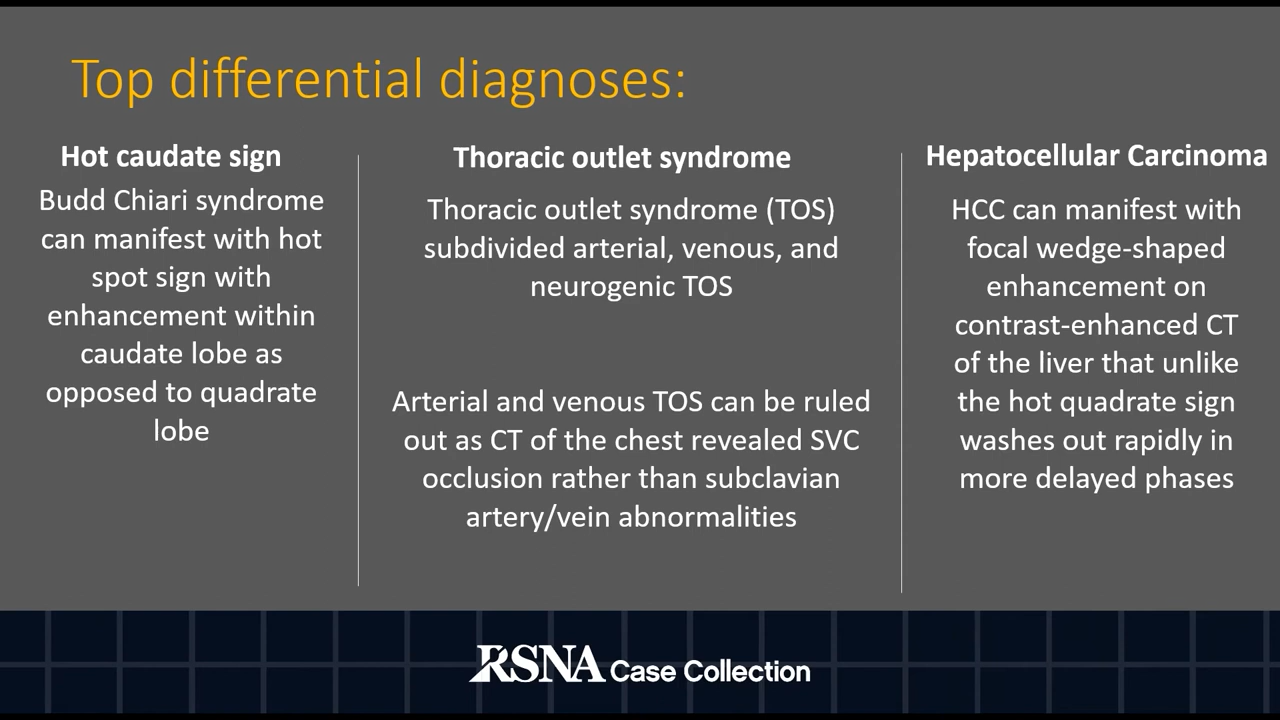 Top differential diagnoses:
Hot caudate sign
Budd Chiari syndrome
can manifest with hot
spot sign with
enhancement within
caudate lobe as
opposed to quadrate
lobe
Thoracic outlet syndrome
Thoracic outlet syndrome (TOS)
subdivided arterial, venous, and
neurogenic TOS
Arterial and venous TOS can be ruled
out as CT of the chest revealed SVC
occlusion rather than subclavian
artery/vein abnormalities
Hepatocellular Carcinoma
HCC can manifest with
focal wedge-shaped
enhancement on
contrast-enhanced CT
of the liver that unlike
the hot quadrate sign
washes out rapidly in
more delayed phases
RSNA Case Collection